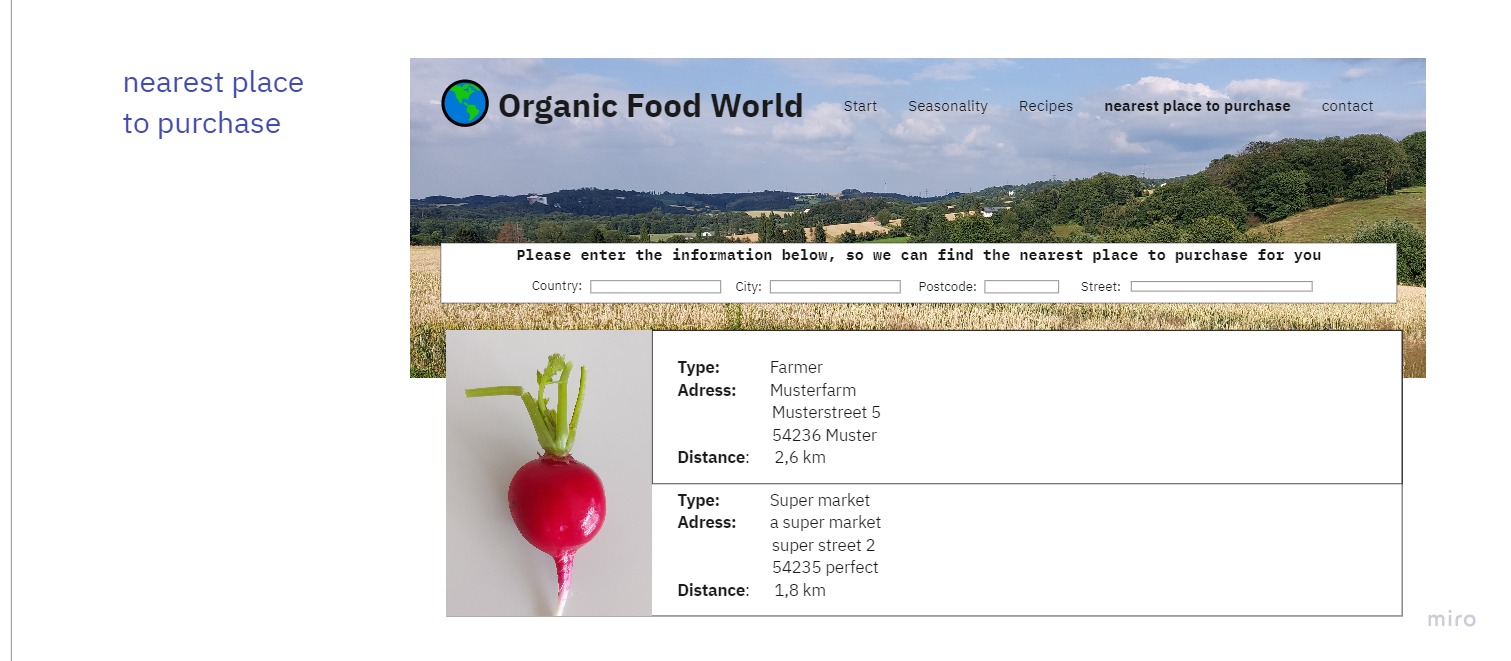 nearest place
to purchase
Organic Food World
Start Seasonality Recipes nearest place to purchase contact
Please enter the information below, so we can find the nearest place to purchase for you
Country: City: Postcode: Street:
Type: Farmer
Adress: Musterfarm
Musterstreet 5
54236 Muster
Distance: 2,6 km
Type: Super market
Adress: a super market
super street 2
54235 perfect
Distance: 1,8 km
miro